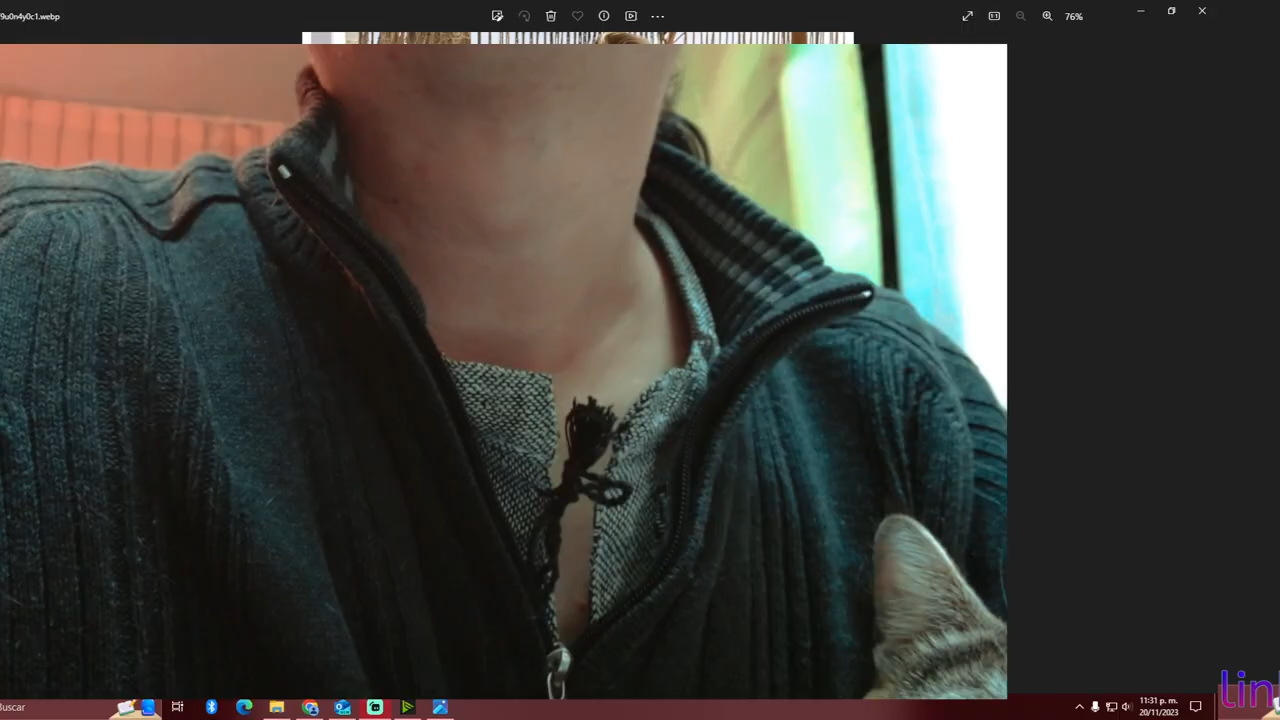 9u0n4y0c1.webp
76%
Buscar
11:31 p. m.
20/11/2023
lin